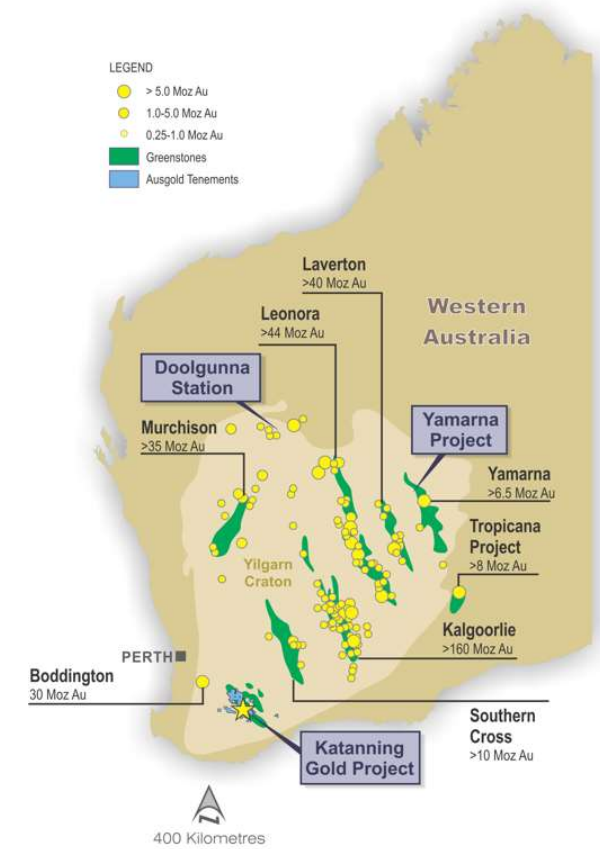 LEGEND
> 5.0 Moz Au
1.0-5.0 Moz Au
0.25-1.0 Moz Au
Greenstones
Ausgold Tenements
Laverton
>40 Moz Au
Leonora
>44 Moz Au
Western
Australia
Doolgunna
Station
Murchison
>35 Moz Au
Yamarna
Project
Yamarna
>6.5 Moz Au
Tropicana
Project
>8 Moz Au
Yilgarn
Craton
Kalgoorlie
>160 Moz Au
PERTH
Boddington
30 Moz Au
Southern
Cross
>10 Moz Au
Katanning
Gold Project
N
400 Kilometres